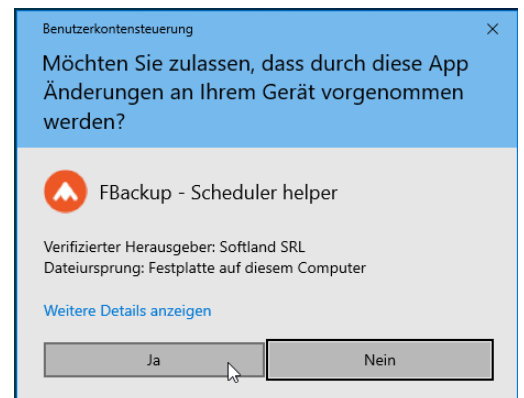 Benutzerkontensteuerung
Möchten Sie zulassen, dass durch diese App
Änderungen an Ihrem Gerät vorgenommen
werden?
FBackup - Scheduler helper
Verifizierter Herausgeber: Softland SRL
Dateiursprung: Festplatte auf diesem Computer
Weitere Details anzeigen
Ja
Nein